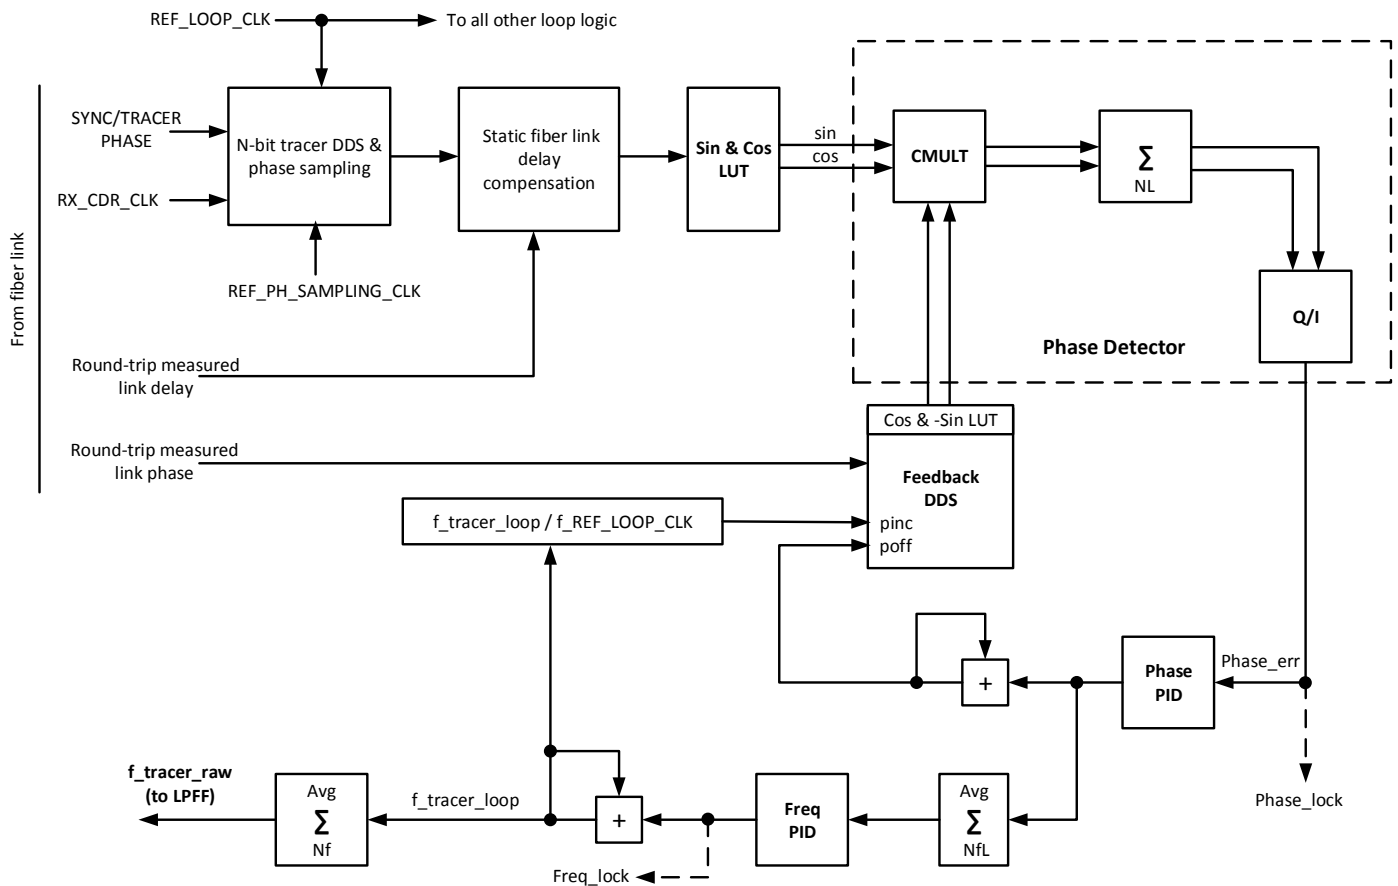 REF_LOOP_CLK
To all other loop logic
From fiber link
SYNC/TRACER
PHASE
RX_CDR_CLK
N-bit tracer DDS &
phase sampling
REF_PH_SAMPLING_CLK
Static fiber link
delay
compensation
Sin & Cos
LUT
sin
cos
CMULT
Σ
NL
Q/I
Phase Detector
Round-trip measured
link delay
Round-trip measured
link phase
Cos & -Sin LUT
Feedback
DDS
pinc
poff
f_tracer_loop / f_REF_LOOP_CLK
+
Phase
PID
Phase_err
Phase_lock
f_tracer_raw
(to LPFF)
Avg
Σ
Nf
f_tracer_loop
+
Freq_lock
Freq
PID
Avg
Σ
NfL